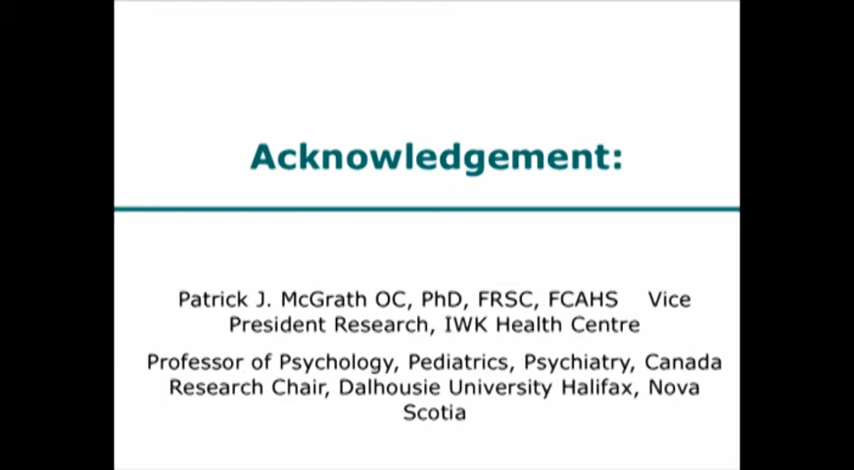 Acknowledgement:
Patrick J. McGrath OC, PhD, FRSC, FCAHS Vice
President Research, IWK Health Centre
Professor of Psychology, Pediatrics, Psychiatry, Canada
Research Chair, Dalhousie University Halifax, Nova
Scotia